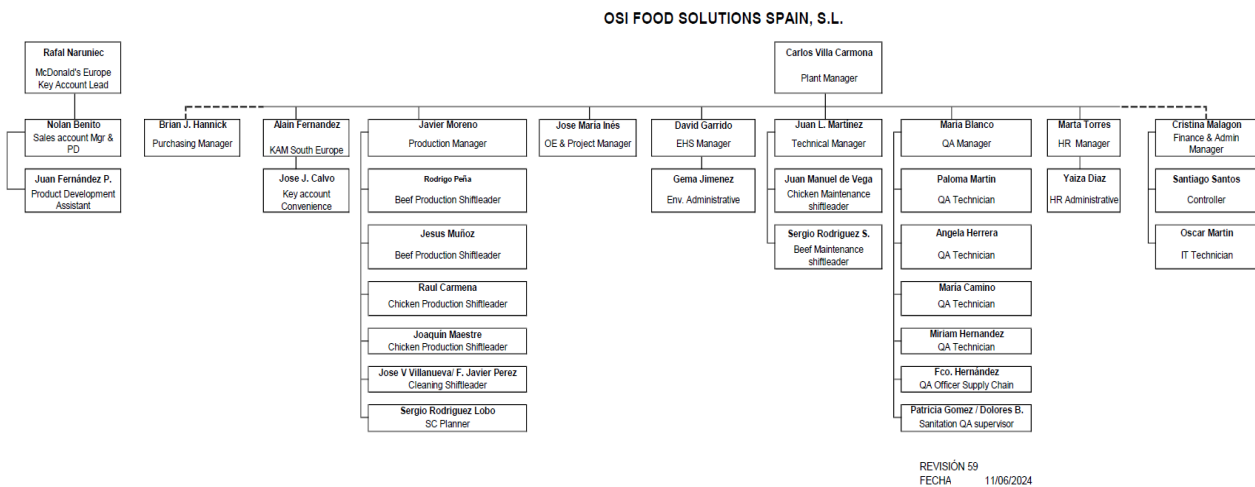 OSI FOOD SOLUTIONS SPAIN, S.L.
Rafal Naruniec
McDonald's Europe
Key Account Lead
Carlos Villa Carmona
Plant Manager
Nolan Benito
Sales account Mgr &
PD
Juan Fernández P.
Product Development
Assistant
Brian J. Hannick
Purchasing Manager
Alain Fernandez
KAM South Europe
Jose J. Calvo
Key account
Convenience
Javier Moreno
Production Manager
Rodrigo Peña
Beef Production Shiftleader
Jesus Muñoz
Beef Production Shiftleader
Raul Carmena
Chicken Production Shiftleader
Joaquín Maestre
Chicken Production Shiftleader
Jose V Villanueva/ F. Javier Perez
Cleaning Shiftleader
Sergio Rodriguez Lobo
SC Planner
Jose Maria Inés
OE & Project Manager
David Garrido
EHS Manager
Gema Jimenez
Env. Administrative
Juan L. Martinez
Technical Manager
Juan Manuel de Vega
Chicken Maintenance
shiftleader
Sergio Rodriguez S.
Beef Maintenance
shiftleader
Maria Blanco
QA Manager
Paloma Martin
QA Technician
Angela Herrera
QA Technician
María Camino
QA Technician
Miriam Hernandez
QA Technician
Fco. Hernández
QA Officer Supply Chain
Patricia Gomez / Dolores B.
Sanitation QA supervisor
Marta Torres
HR Manager
Yaiza Diaz
HR Administrative
Cristina Malagon
Finance & Admin
Manager
Santiago Santos
Controller
Oscar Martin
IT Technician
REVISIÓN 59
FECHA 11/06/2024